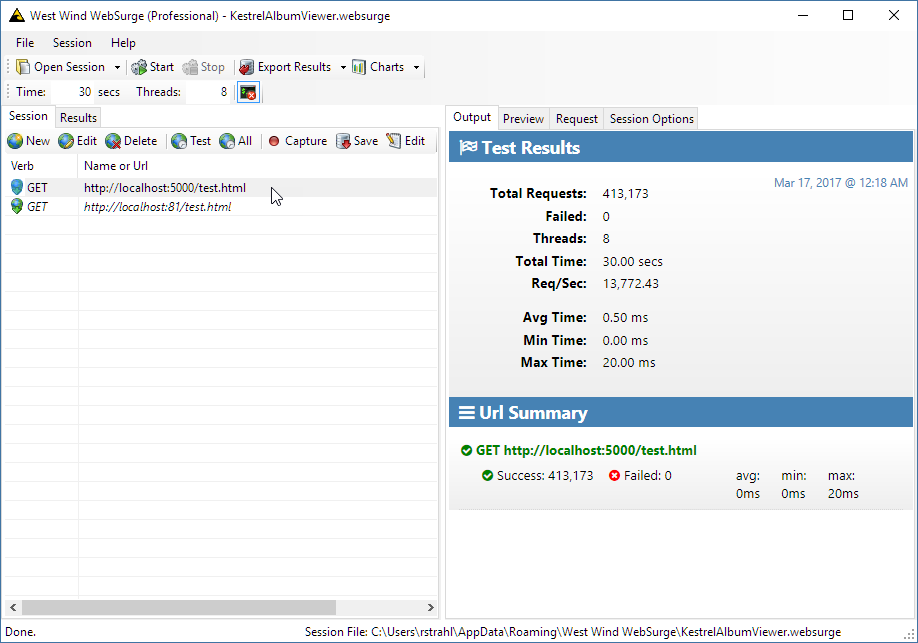 West Wind WebSurge (Professional) - KestrelAlbumViewer.websurge
File Session Help
Open Session Start Stop Export Results Charts
Time: 30 secs Threads: 8
Session Results
New Edit Delete Test All Capture Save Edit
Verb Name or Url
GET http://localhost:5000/test.html
GET http://localhost:81/test.html
Output Preview Request Session Options
Test Results
Mar 17, 2017 @ 12:18 AM
Total Requests: 413,173
Failed: 0
Threads: 8
Total Time: 30.00 secs
Req/Sec: 13,772.43
Avg Time: 0.50 ms
Min Time: 0.00 ms
Max Time: 20.00 ms
Url Summary
GET http://localhost:5000/test.html
Success: 413,173 Failed: 0 avg: min: max:
0ms 0ms 20ms
Done. Session File: C:\Users\rstrahl\AppData\Roaming\West Wind WebSurge\KestrelAlbumViewer.websurge